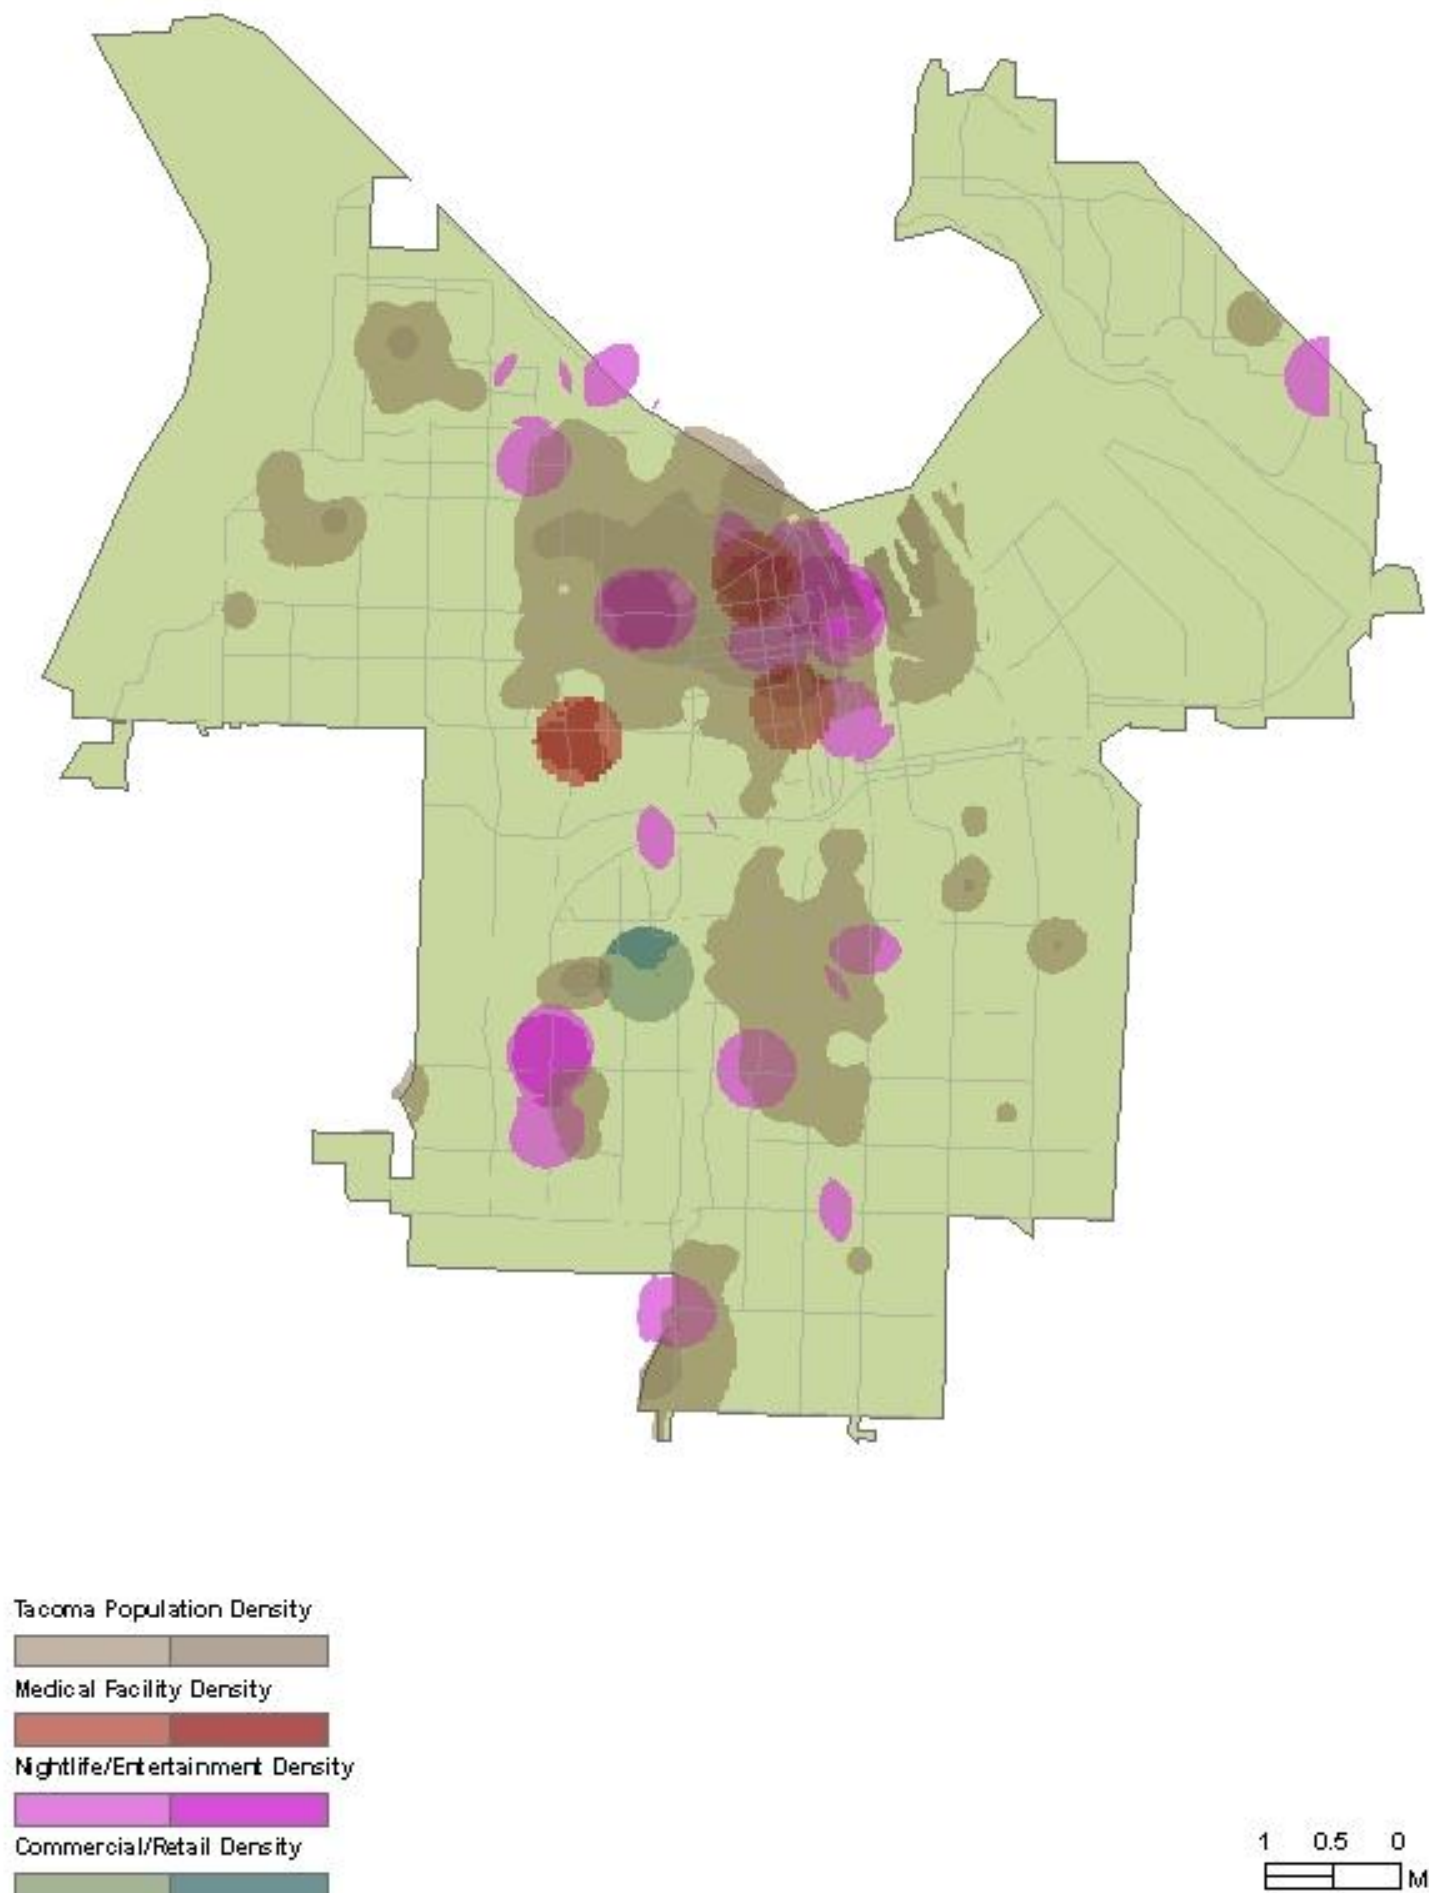 Tacoma Population Density
Medical Facility Density
Nightlife/Entertainment Density
Commercial/Retail Density
1 0.5 0
M